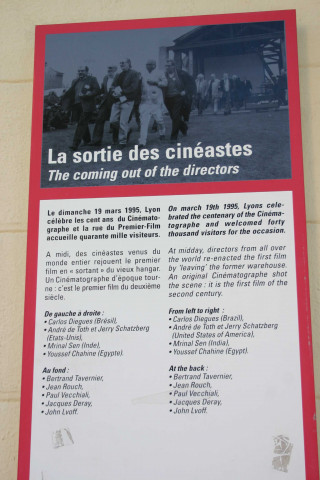 La sortie des cinéastes
The coming out of the directors
Le dimanche 19 mars 1995, Lyon
célèbre les cent ans du Cinémato-
graphe et la rue du Premier-Film
accueille quarante mille visiteurs.
A midi, des cinéastes venus du
monde entier rejouent le premier
film en « sortant » du vieux hangar.
Un Cinématographe d'époque tour-
ne : c'est le premier film du deuxième
siècle.
De gauche à droite :
• Carlos Diegues (Brésil),
• André de Toth et Jerry Schatzberg
(Etats-Unis),
• Mrinal Sen (Inde),
• Youssef Chahine (Egypte).
Au fond :
• Bertrand Tavernier,
• Jean Rouch,
• Paul Vecchiali,
• Jacques Deray,
• John Lvoff.
On march 19th 1995, Lyons cele-
brated the centenary of the Cinéma-
tographe and welcomed forty
thousand visitors for the occasion.
At midday, directors from all over
the world re-enacted the first film
by 'leaving' the former warehouse.
An original Cinématographe shot
the scene : it is the first film of the
second century.
From left to right :
• Carlos Diegues (Brazil),
• André de Toth et Jerry Schatzberg
(United States of America),
• Mrinal Sen (India),
• Youssef Chahine (Egypt).
At the back :
• Bertrand Tavernier,
• Jean Rouch,
• Paul Vecchiali,
• Jacques Deray,
• John Lvoff.